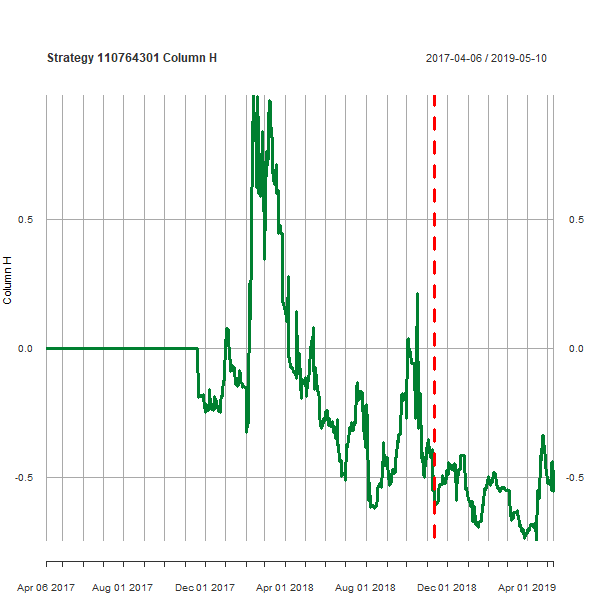 Strategy 110764301 Column H
2017-04-06 / 2019-05-10
0.5
0.5
0.0
0.0
-0.5
-0.5
Column H
Apr 06 2017
Aug 01 2017
Dec 01 2017
Apr 01 2018
Aug 01 2018
Dec 01 2018
Apr 01 2019